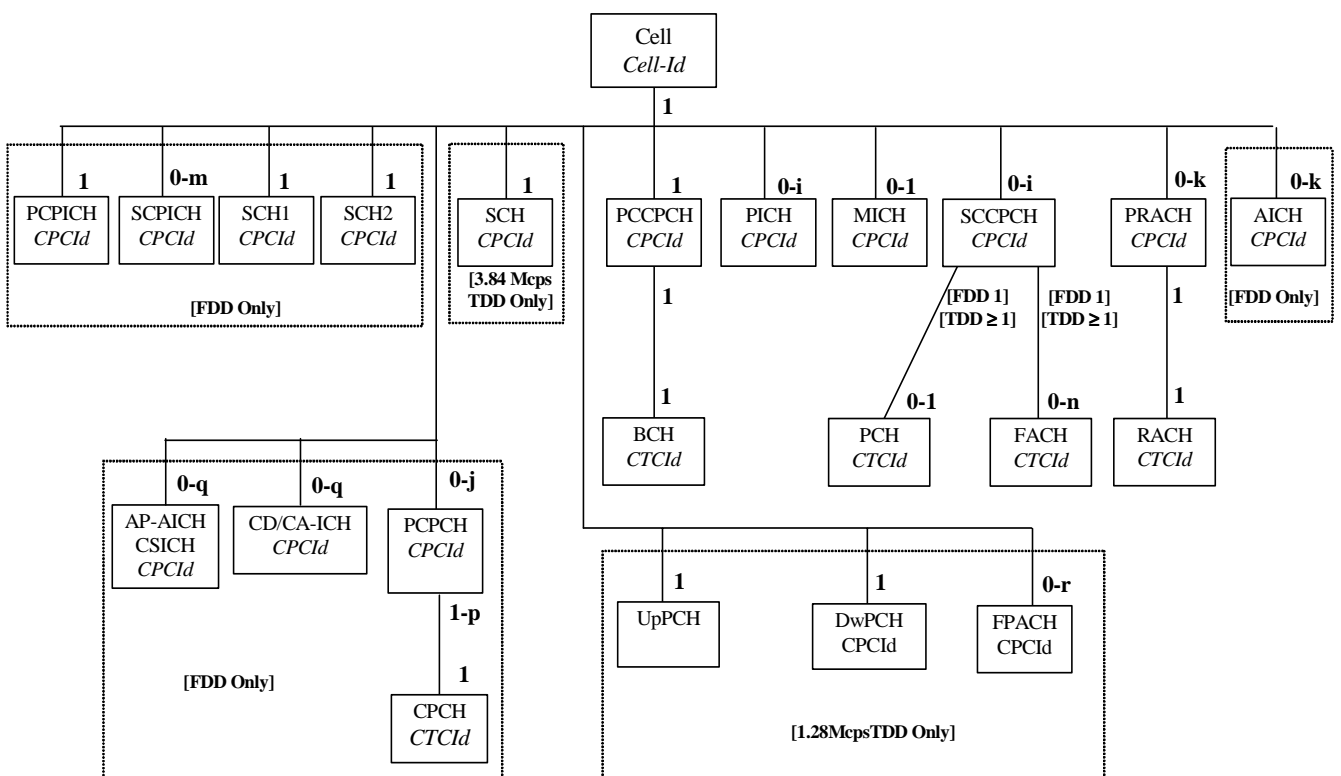 Cell
Cell-Id
1
1
0-m
1
1
1
1
0-i
0-1
0-i
0-k
0-k
PCPICH
CPCId
SCPICH
CPCId
SCH1
CPCId
SCH2
CPCId
SCH
CPCId
PCCPCH
CPCId
PICH
CPCId
MICH
CPCId
SCCPCH
CPCId
PRACH
CPCId
AICH
CPCId
[FDD Only]
[3.84 Mcps
TDD Only]
1
[FDD 1]
[TDD ≥ 1]
[FDD 1]
[TDD ≥ 1]
1
[FDD Only]
1
0-1
0-n
1
BCH
CTCId
PCH
CTCId
FACH
CTCId
RACH
CTCId
0-q
0-q
0-j
AP-AICH
CSICH
CPCId
CD/CA-ICH
CPCId
PCPCH
CPCId
1-p
1
CPCH
CTCId
[FDD Only]
1
1
0-r
UpPCH
DwPCH
CPCId
FPACH
CPCId
[1.28McpsTDD Only]